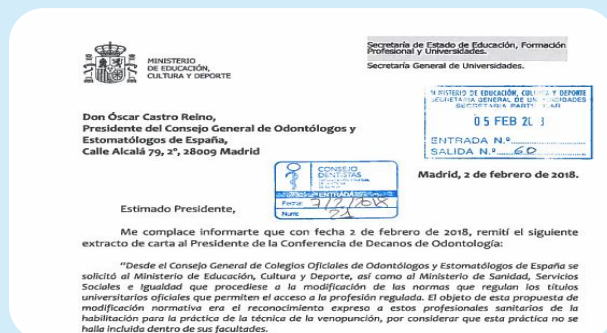 MINISTERIO
DE EDUCACIÓN,
CULTURA Y DEPORTE
Secretaría de Estado de Educación, Formación
Profesional y Universidades.
Secretaría General de Universidades.
MINISTERIO DE EDUCACIÓN, CULTURA Y DEPORTE
SECRETARIA GENERAL DE UNIVERSIDADES
SECRETARIA PARTICULAR
05 FEB
ENTRADA N.º
SALIDA N.º 60
Don Óscar Castro Reino,
Presidente del Consejo General de Odontólogos y
Estomatólogos de España,
Calle Alcalá 79, 2º, 28009 Madrid
CONSEJO
DENTISTAS
ENTRADA
Fecha: 7/2/2018
Num: 21
Madrid, 2 de febrero de 2018.
Estimado Presidente,
Me complace informarte que con fecha 2 de febrero de 2018, remití el siguiente
extracto de carta al Presidente de la Conferencia de Decanos de Odontología:
"Desde el Consejo General de Colegios Oficiales de Odontólogos y Estomatólogos de España se
solicitó al Ministerio de Educación, Cultura y Deporte, así como al Ministerio de Sanidad, Servicios
Sociales e Igualdad que procediese a la modificación de las normas que regulan los títulos
universitarios oficiales que permiten el acceso a la profesión regulada. El objeto de esta propuesta de
modificación normativa era el reconocimiento expreso a estos profesionales sanitarios de la
habilitación para la práctica de la técnica de la venopunción, por considerar que esta práctica no se
halla incluida dentro de sus facultades.